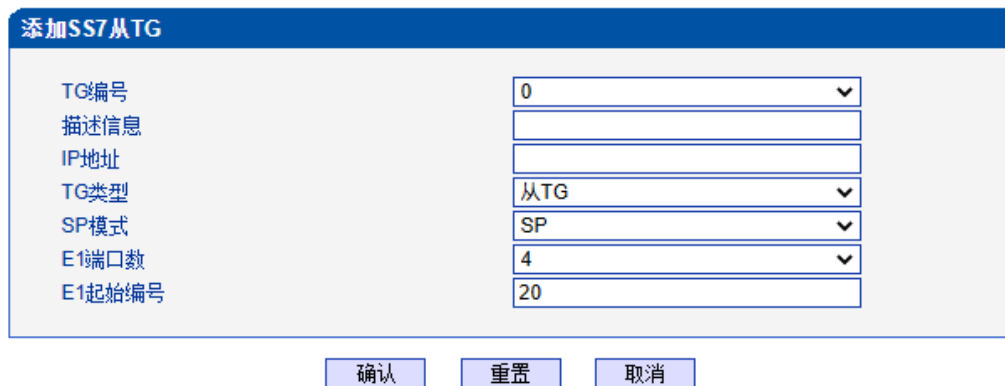 添加SS7从TG
TG编号 0
描述信息
IP地址
TG类型 从TG
SP模式 SP
E1端口数 4
E1起始编号 20
确认 重置 取消